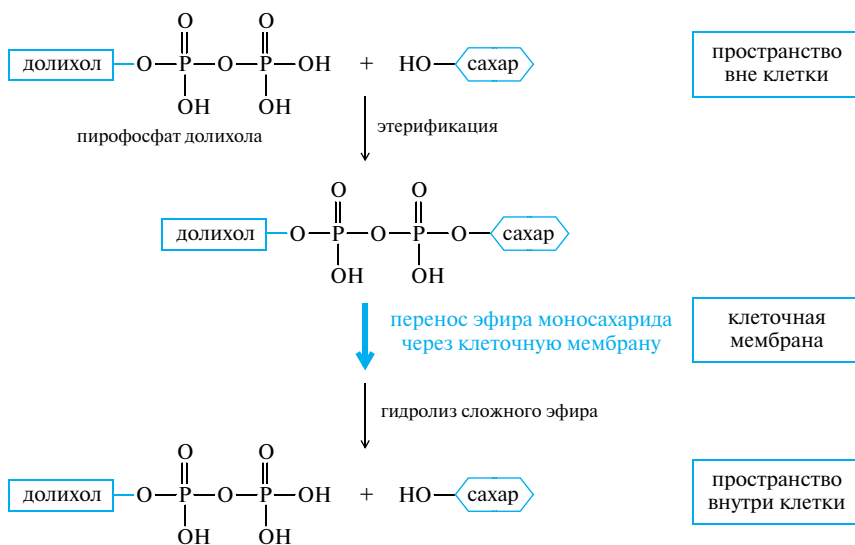 O O
долихол O P O P OH + HO сахар
OH OH
пирофосфат долихола
пространство
вне клетки
этерификация
O O
долихол O P O P O сахар
OH OH
перенос эфира моносахарида
через клеточную мембрану
клеточная
мембрана
гидролиз сложного эфира
O O
долихол O P O P OH + HO сахар
OH OH
пространство
внутри клетки